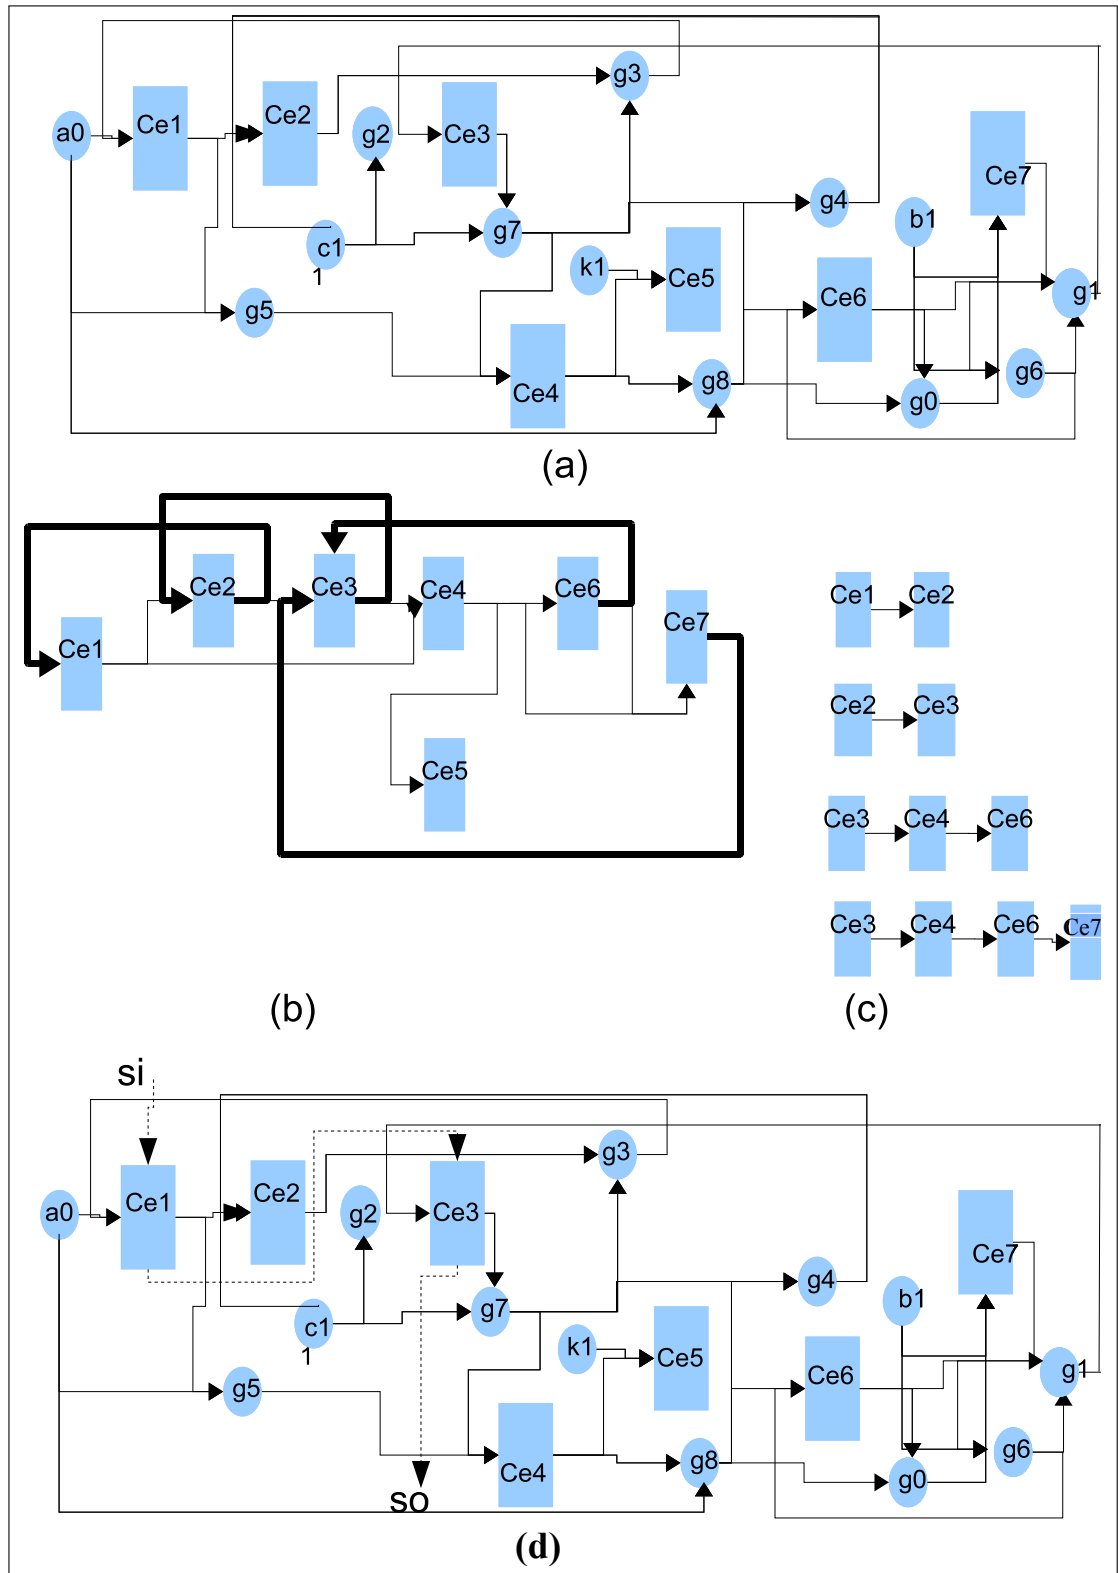 g3
Ce1
Ce2
a0
g2
Ce3
Ce7
g4
b1
c1
1
g7
k1
Ce5
Ce6
g1
g5
Ce4
g8
g0
g6
(a)
Ce2
Ce3
Ce4
Ce6
Ce7
Ce1
Ce5
(b)
Ce1 Ce2
Ce2 Ce3
Ce3 Ce4 Ce6
Ce3 Ce4 Ce6 Ce7
(c)
si
g3
Ce1
Ce2
a0
g2
Ce3
Ce7
g4
b1
c1
1
g7
k1
Ce5
Ce6
g1
g5
Ce4
g8
g0
g6
so
(d)